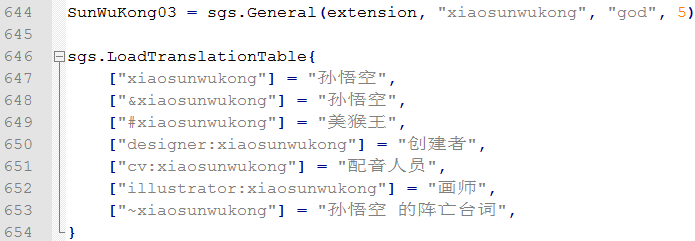 644 SunWuKong03 = sgs.General(extension, "xiaosunwukong", "god", 5)
645
646 sgs.LoadTranslationTable{
647 ["xiaosunwukong"] = "孙悟空",
648 ["&xiaosunwukong"] = "孙悟空",
649 ["#xiaosunwukong"] = "美猴王",
650 ["designer:xiaosunwukong"] = "创建者",
651 ["cv:xiaosunwukong"] = "配音人员",
652 ["illustrator:xiaosunwukong"] = "画师",
653 ["~xiaosunwukong"] = "孙悟空 的阵亡台词",
654 }